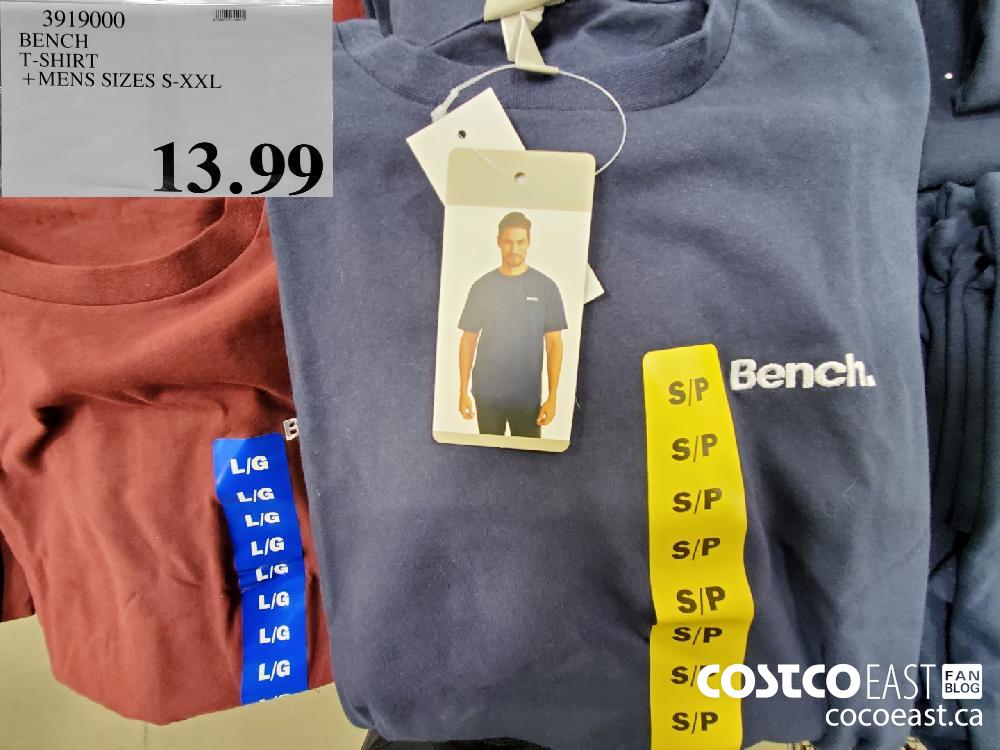 3919000
BENCH
T-SHIRT
+MENS SIZES S-XXL
13.99
Bench.
S/P
S/P
S/P
S/P
S/P
S/P
S/P
S/P
B
L/G
L/G
L/G
L/G
L/G
L/G
L/G
L/G
COSTCO EAST FAN BLOG
cocoeast.ca